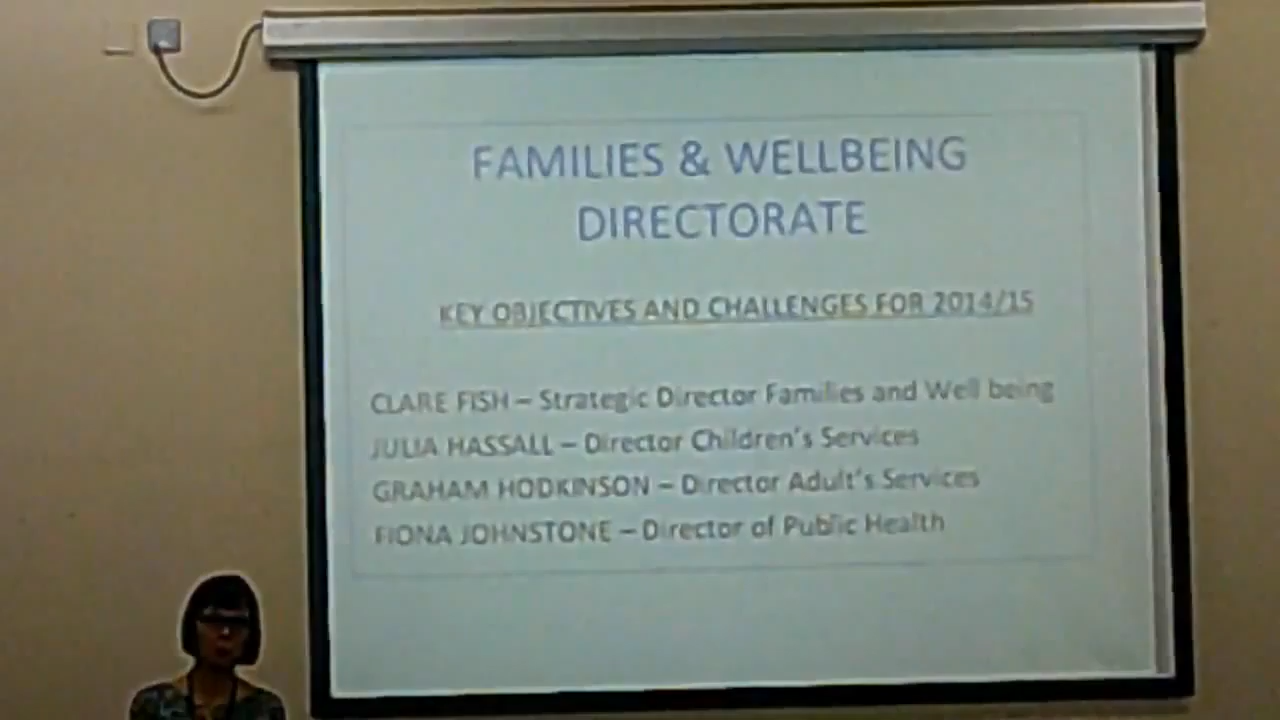 FAMILIES & WELLBEING
DIRECTORATE
KEY OBJECTIVES AND CHALLENGES FOR 2014/15
CLARE FISH – Strategic Director Families and Well being
JULIA HASSALL – Director Children's Services
GRAHAM HODKINSON – Director Adult's Services
FIONA JOHNSTONE – Director of Public Health